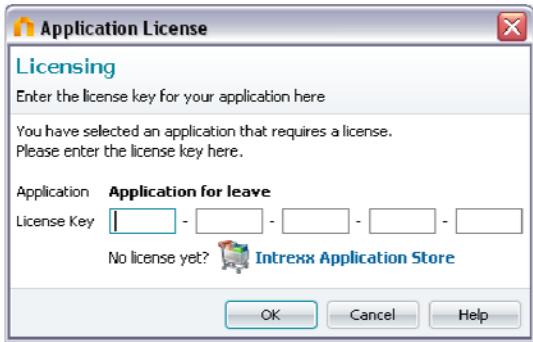 Application License
Licensing
Enter the license key for your application here
You have selected an application that requires a license.
Please enter the license key here.
Application Application for leave
License Key - - - -
No license yet? Intrexx Application Store
OK Cancel Help